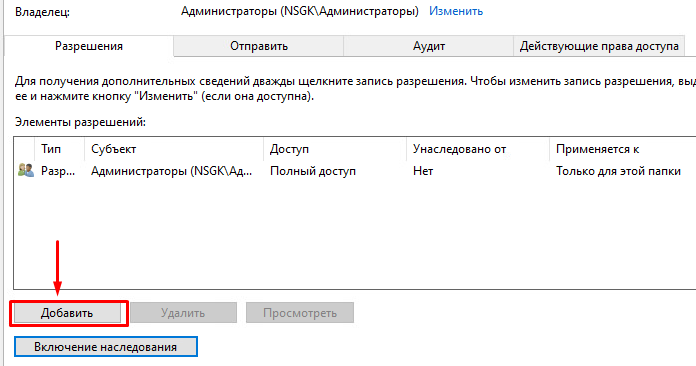 Владелец: Администраторы (NSGK\Администраторы) Изменить
Разрешения Отправить Аудит Действующие права доступа
Для получения дополнительных сведений дважды щелкните запись разрешения. Чтобы изменить запись разрешения, выд
ее и нажмите кнопку "Изменить" (если она доступна).
Элементы разрешений:
Тип Субъект Доступ Унаследовано от Применяется к
Разр... Администраторы (NSGK\Ад... Полный доступ Нет Только для этой папки
Добавить Удалить Просмотреть
Включение наследования